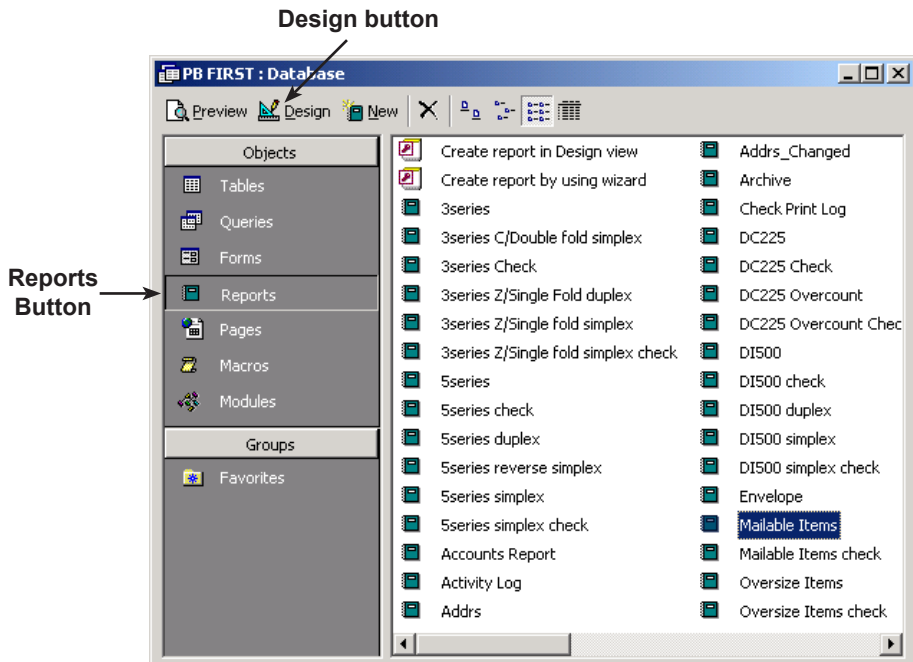 Design button
PB FIRST : Database
Preview Design New
Objects
Tables
Queries
Forms
Reports
Pages
Macros
Modules
Groups
Favorites
Reports
Button
Create report in Design view
Create report by using wizard
3series
3series C/Double fold simplex
3series Check
3series Z/Single Fold duplex
3series Z/Single fold simplex
3series Z/Single fold simplex check
5series
5series check
5series duplex
5series reverse simplex
5series simplex
5series simplex check
Accounts Report
Activity Log
Addrs
Addrs_Changed
Archive
Check Print Log
DC225
DC225 Check
DC225 Overcount
DC225 Overcount Chec
DI500
DI500 check
DI500 duplex
DI500 simplex
DI500 simplex check
Envelope
Mailable Items
Mailable Items check
Oversize Items
Oversize Items check